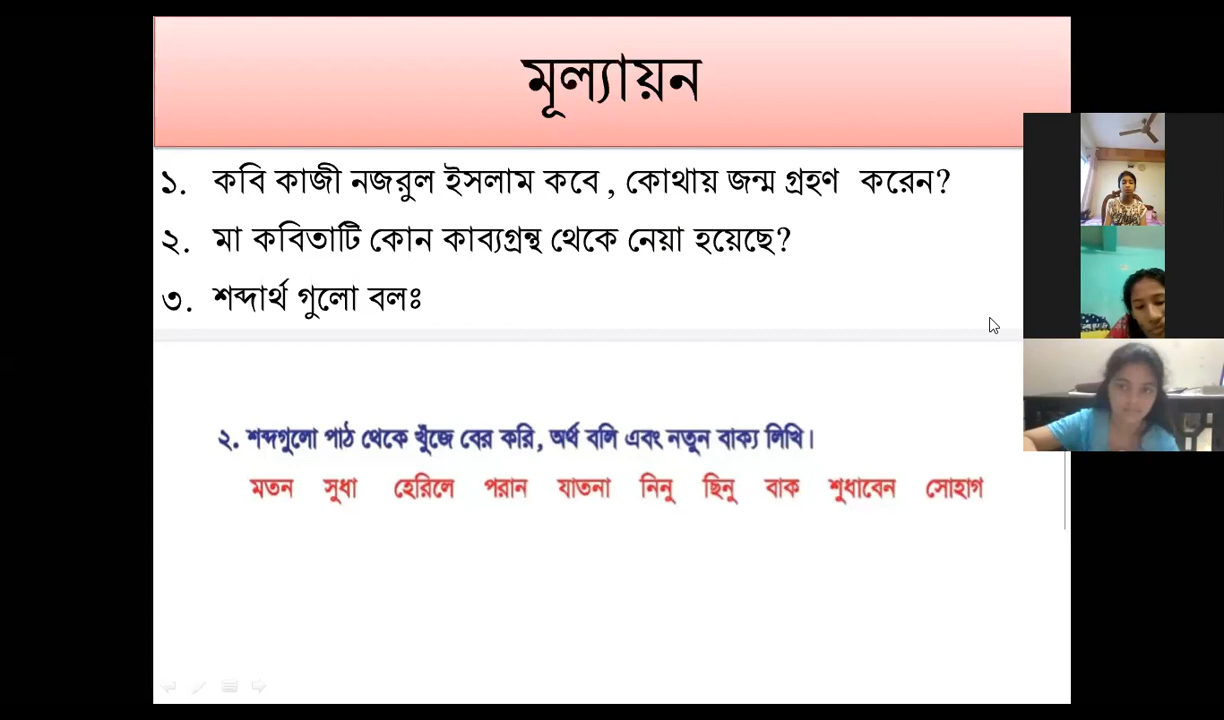 মূল্যায়ন
১. কবি কাজী নজরুল ইসলাম কবে , কোথায় জন্ম গ্রহণ করেন?
২. মা কবিতাটি কোন কাব্যগ্রন্থ থেকে নেয়া হয়েছে?
৩. শব্দার্থ গুলো বলঃ
২. শব্দগুলো পাঠ থেকে খুঁজে বের করি, অর্থ বলি এবং নতুন বাক্য লিখি।
মতন সুধা হেরিলে পরান যাতনা নিনু ছিনু বাক শুধাবেন সোহাগ